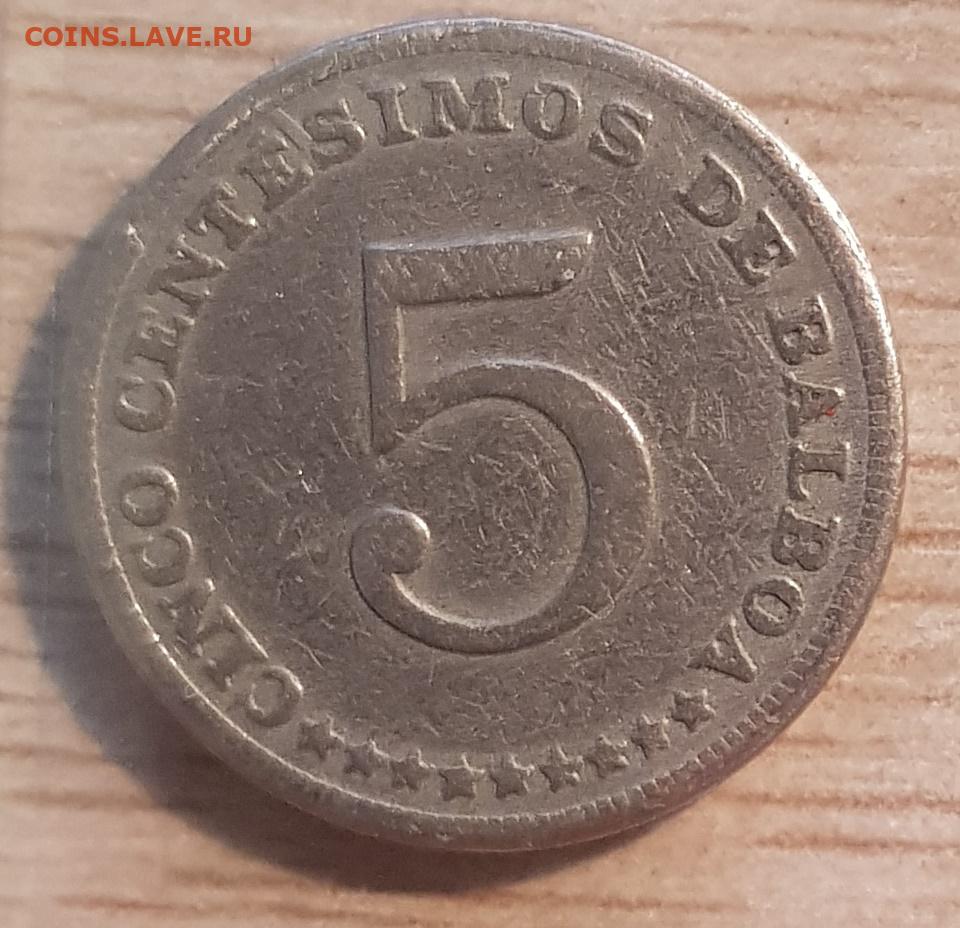 COINS.LAVE.RU
CINCO CENTESIMOS DE BALBOA
5